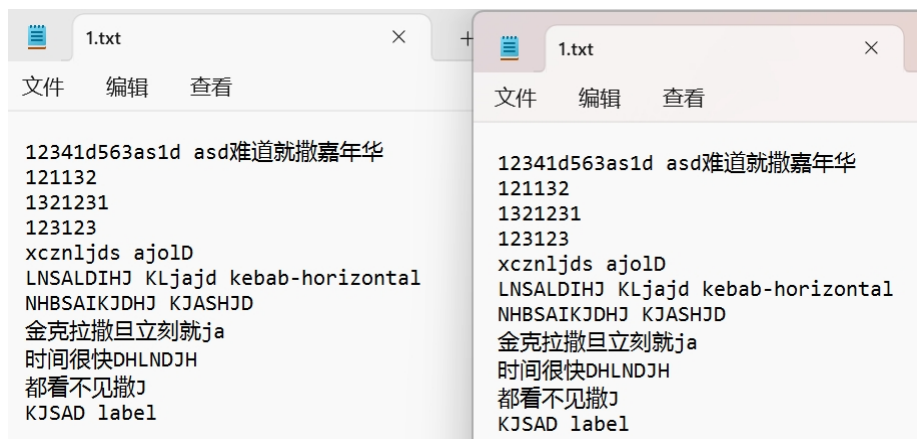 1.txt
文件 编辑 查看
12341d563as1d asd难道就撒嘉年华
121132
1321231
123123
xcznljds ajolD
LNSALDIHJ KLjajd kebab-horizontal
NHBSAIKJDHJ KJASHJD
金克拉撒旦立刻就ja
时间很快DHLNDJH
都看不见撒J
KJSAD label
1.txt
文件 编辑 查看
12341d563as1d asd难道就撒嘉年华
121132
1321231
123123
xcznljds ajolD
LNSALDIHJ KLjajd kebab-horizontal
NHBSAIKJDHJ KJASHJD
金克拉撒旦立刻就ja
时间很快DHLNDJH
都看不见撒J
KJSAD label